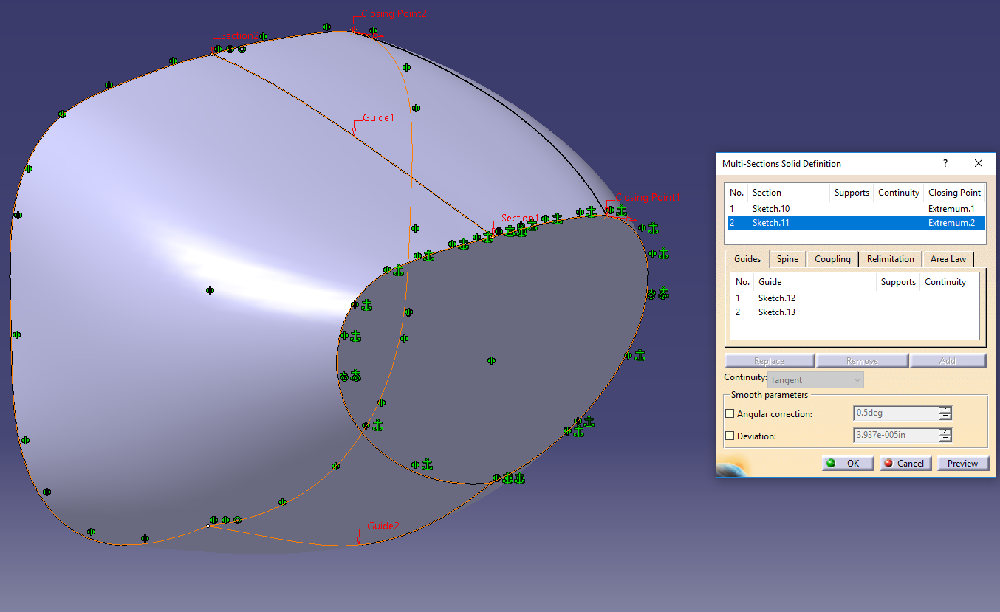 Closing Point2
Section2
Guide1
Closing Point1
Section1
Guide2
Multi-Sections Solid Definition ?
No. Section Supports Continuity Closing Point
1 Sketch.10 Extremum.1
2 Sketch.11 Extremum.2
Guides Spine Coupling Relimitation Area Law
No. Guide Supports Continuity
1 Sketch.12
2 Sketch.13
Replace Remove Add
Continuity: Tangent
Smooth parameters
Angular correction: 0.5deg
Deviation: 3.937e-005in
OK Cancel Preview